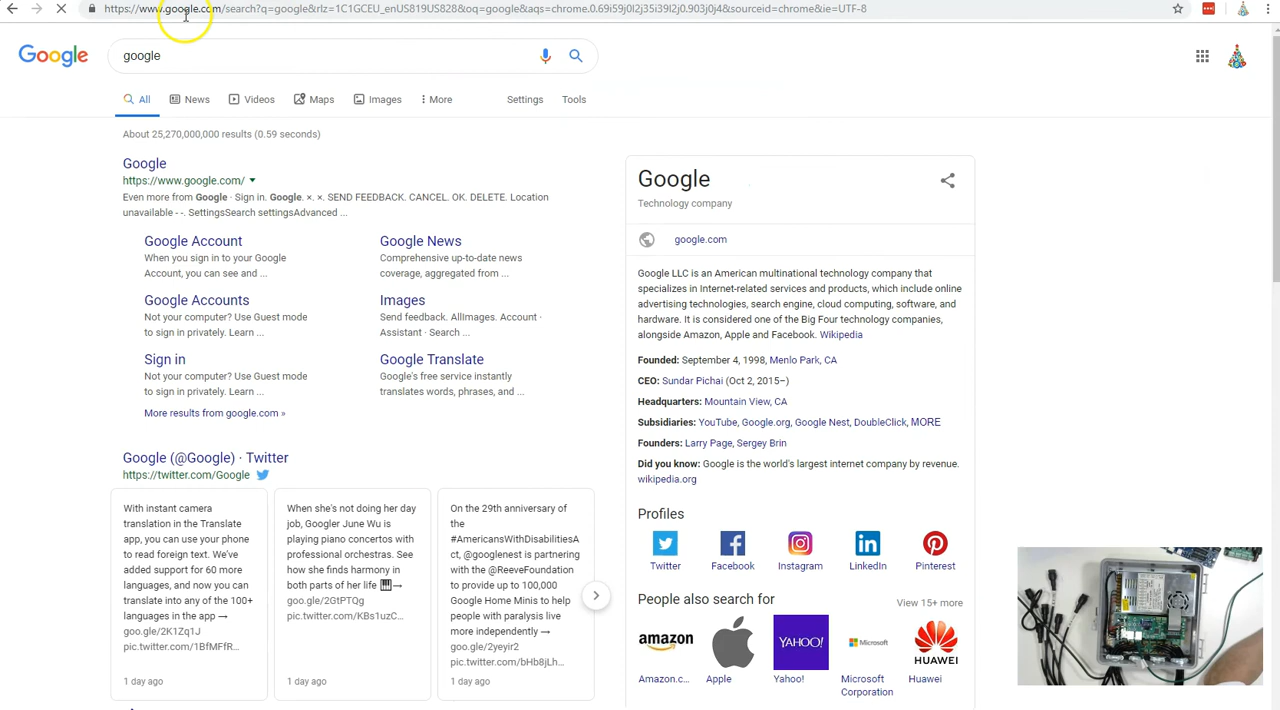 https://www.google.com/search?q=google&rlz=1C1GCEU_enUS819US828&oq=google&aqs=chrome.0.69i59j0l2j35i39l2j0.903j0j4&sourceid=chrome&ie=UTF-8
Google
google
All
News
Videos
Maps
Images
More
Settings
Tools
About 25,270,000,000 results (0.59 seconds)
Google
https://www.google.com/
Even more from Google · Sign in. Google. ×. ×. SEND FEEDBACK. CANCEL. OK. DELETE. Location
unavailable - -. SettingsSearch settingsAdvanced ...
Google Account
When you sign in to your Google
Account, you can see and ...
Google News
Comprehensive up-to-date news
coverage, aggregated from ...
Google Accounts
Not your computer? Use Guest mode
to sign in privately. Learn ...
Images
Send feedback. AllImages. Account ·
Assistant · Search ...
Sign in
Not your computer? Use Guest mode
to sign in privately. Learn ...
Google Translate
Google's free service instantly
translates words, phrases, and ...
More results from google.com »
Google (@Google) · Twitter
https://twitter.com/Google
With instant camera
translation in the Translate
app, you can use your phone
to read foreign text. We've
added support for 60 more
languages, and now you can
translate into any of the 100+
languages in the app →
goo.gle/2K1Zq1J
pic.twitter.com/1BfMFfR...
1 day ago
When she's not doing her day
job, Googler June Wu is
playing piano concertos with
professional orchestras. See
how she finds harmony in
both parts of her life 🎹→
goo.gle/2GtPTQg
pic.twitter.com/KBs1uzC...
1 day ago
On the 29th anniversary of
the
#AmericansWithDisabilitiesA
ct, @googlenest is partnering
with the @ReeveFoundation
to provide up to 100,000
Google Home Minis to help
people with paralysis live
more independently →
goo.gle/2yeyir2
pic.twitter.com/bHb8jLh...
1 day ago
Google
Technology company
google.com
Google LLC is an American multinational technology company that
specializes in Internet-related services and products, which include online
advertising technologies, search engine, cloud computing, software, and
hardware. It is considered one of the Big Four technology companies,
alongside Amazon, Apple and Facebook. Wikipedia
Founded: September 4, 1998, Menlo Park, CA
CEO: Sundar Pichai (Oct 2, 2015–)
Headquarters: Mountain View, CA
Subsidiaries: YouTube, Google.org, Google Nest, DoubleClick, MORE
Founders: Larry Page, Sergey Brin
Did you know: Google is the world's largest internet company by revenue.
wikipedia.org
Profiles
Twitter
Facebook
Instagram
LinkedIn
Pinterest
People also search for
View 15+ more
amazon
YAHOO!
Microsoft
HUAWEI
Amazon.c...
Apple
Yahoo!
Microsoft
Corporation
Huawei